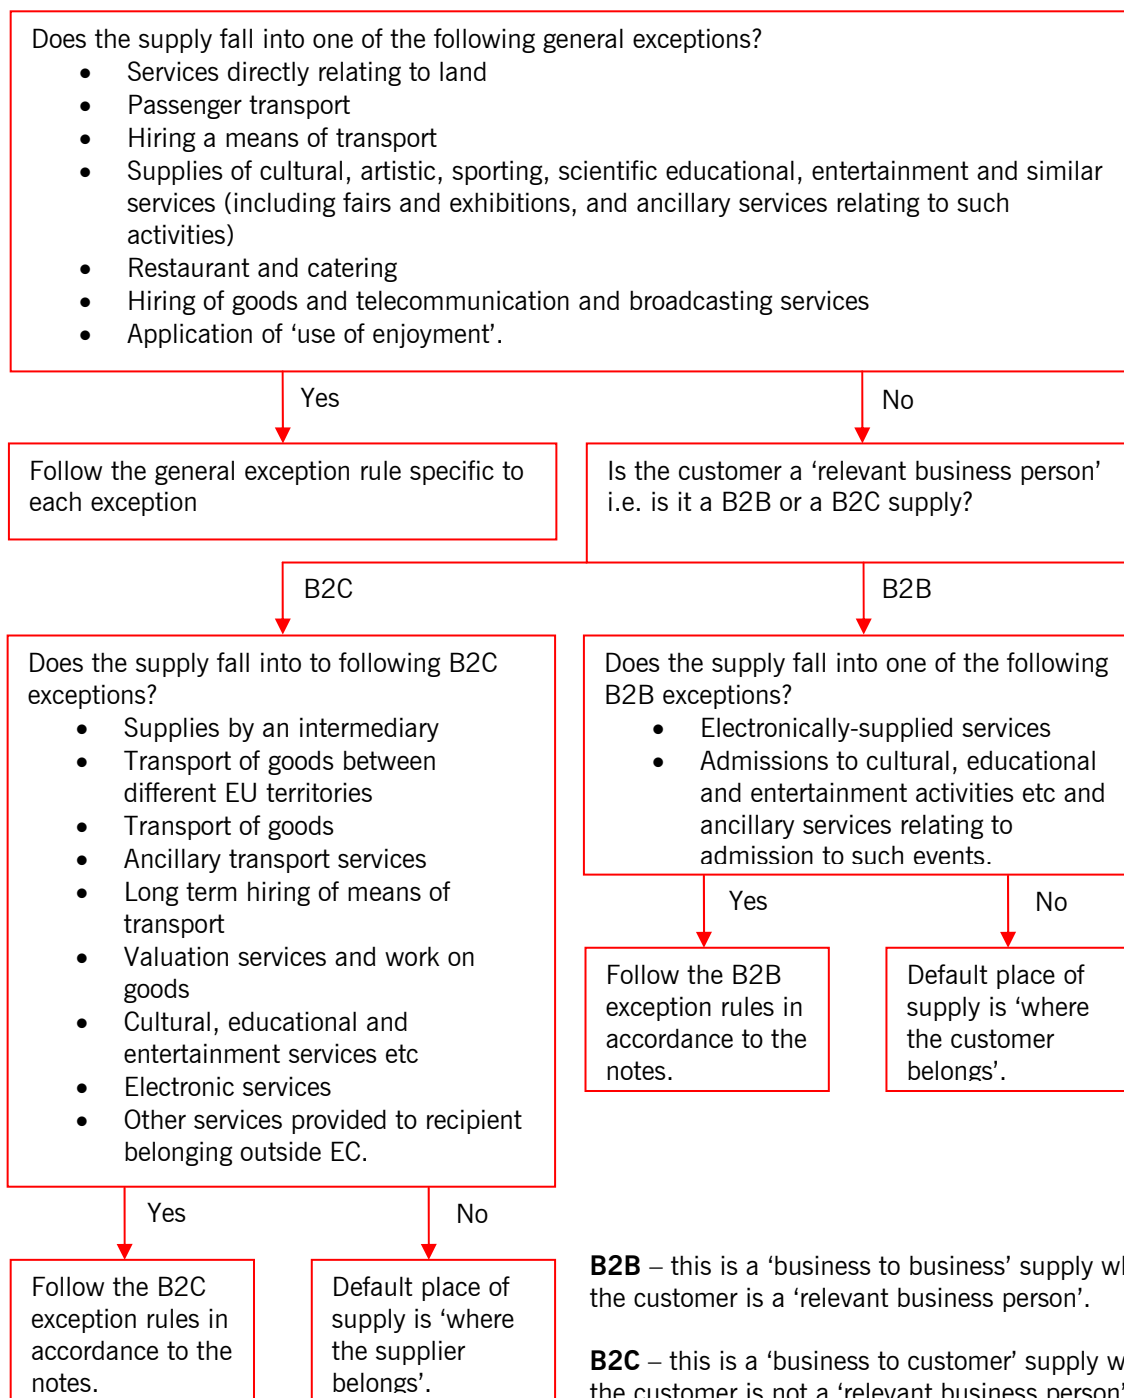 Does the supply fall into one of the following general exceptions?
• Services directly relating to land
• Passenger transport
• Hiring a means of transport
• Supplies of cultural, artistic, sporting, scientific educational, entertainment and similar
services (including fairs and exhibitions, and ancillary services relating to such
activities)
• Restaurant and catering
• Hiring of goods and telecommunication and broadcasting services
• Application of ‘use of enjoyment’.
Yes
No
Follow the general exception rule specific to
each exception
Is the customer a ‘relevant business person’
i.e. is it a B2B or a B2C supply?
B2C
B2B
Does the supply fall into to following B2C
exceptions?
• Supplies by an intermediary
• Transport of goods between
different EU territories
• Transport of goods
• Ancillary transport services
• Long term hiring of means of
transport
• Valuation services and work on
goods
• Cultural, educational and
entertainment services etc
• Electronic services
• Other services provided to recipient
belonging outside EC.
Does the supply fall into one of the following
B2B exceptions?
• Electronically-supplied services
• Admissions to cultural, educational
and entertainment activities etc and
ancillary services relating to
admission to such events.
Yes
No
Follow the B2B
exception rules in
accordance to the
notes.
Default place of
supply is ‘where
the customer
belongs’.
Yes
No
Follow the B2C
exception rules in
accordance to the
notes.
Default place of
supply is ‘where
the supplier
belongs’.
B2B – this is a ‘business to business’ supply
the customer is a ‘relevant business person’.
B2C – this is a ‘business to customer’ supply
the customer is not a ‘relevant business person’